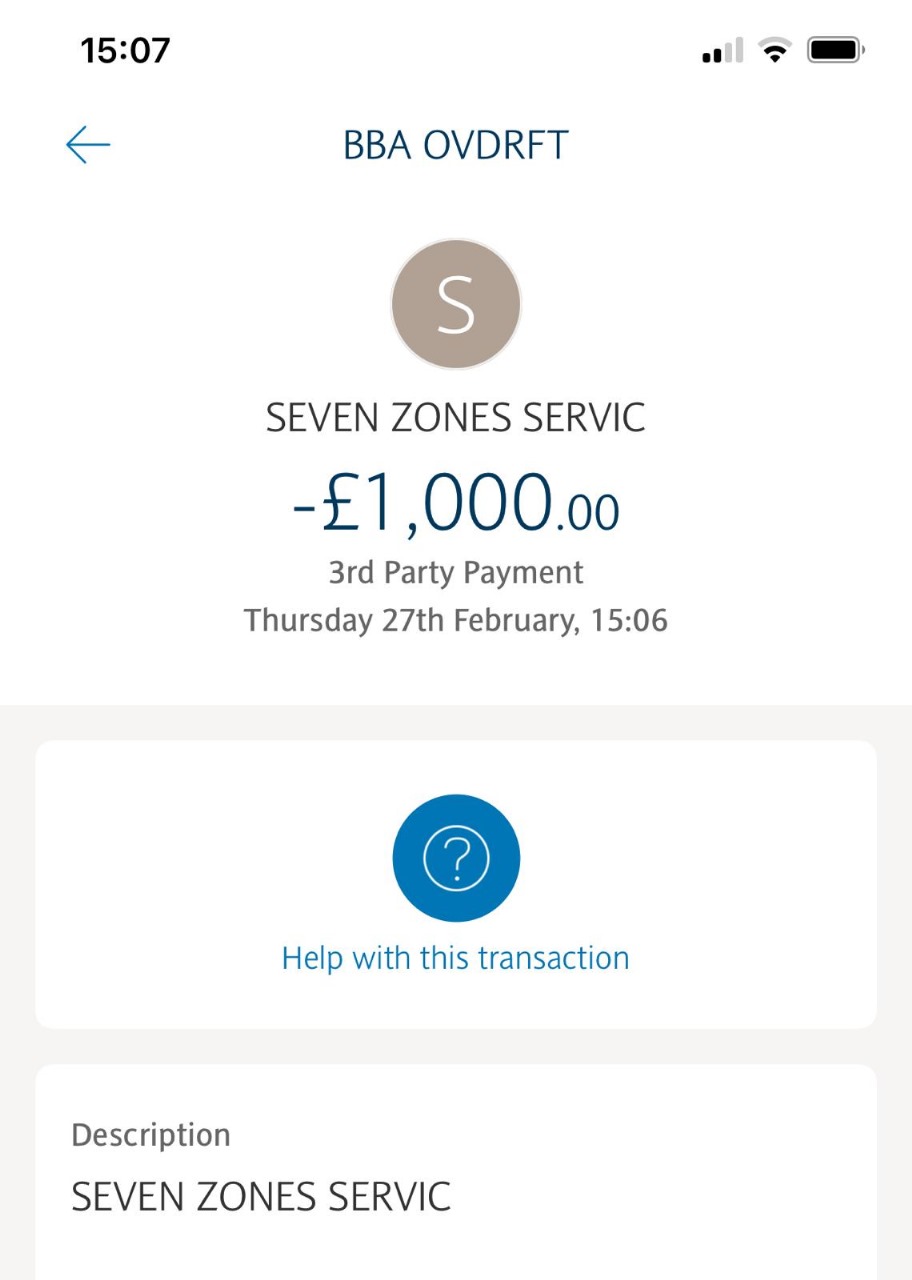 15:07
BBA OVDRFT
S
SEVEN ZONES SERVIC
-£1,000.00
3rd Party Payment
Thursday 27th February, 15:06
?
Help with this transaction
Description
SEVEN ZONES SERVIC